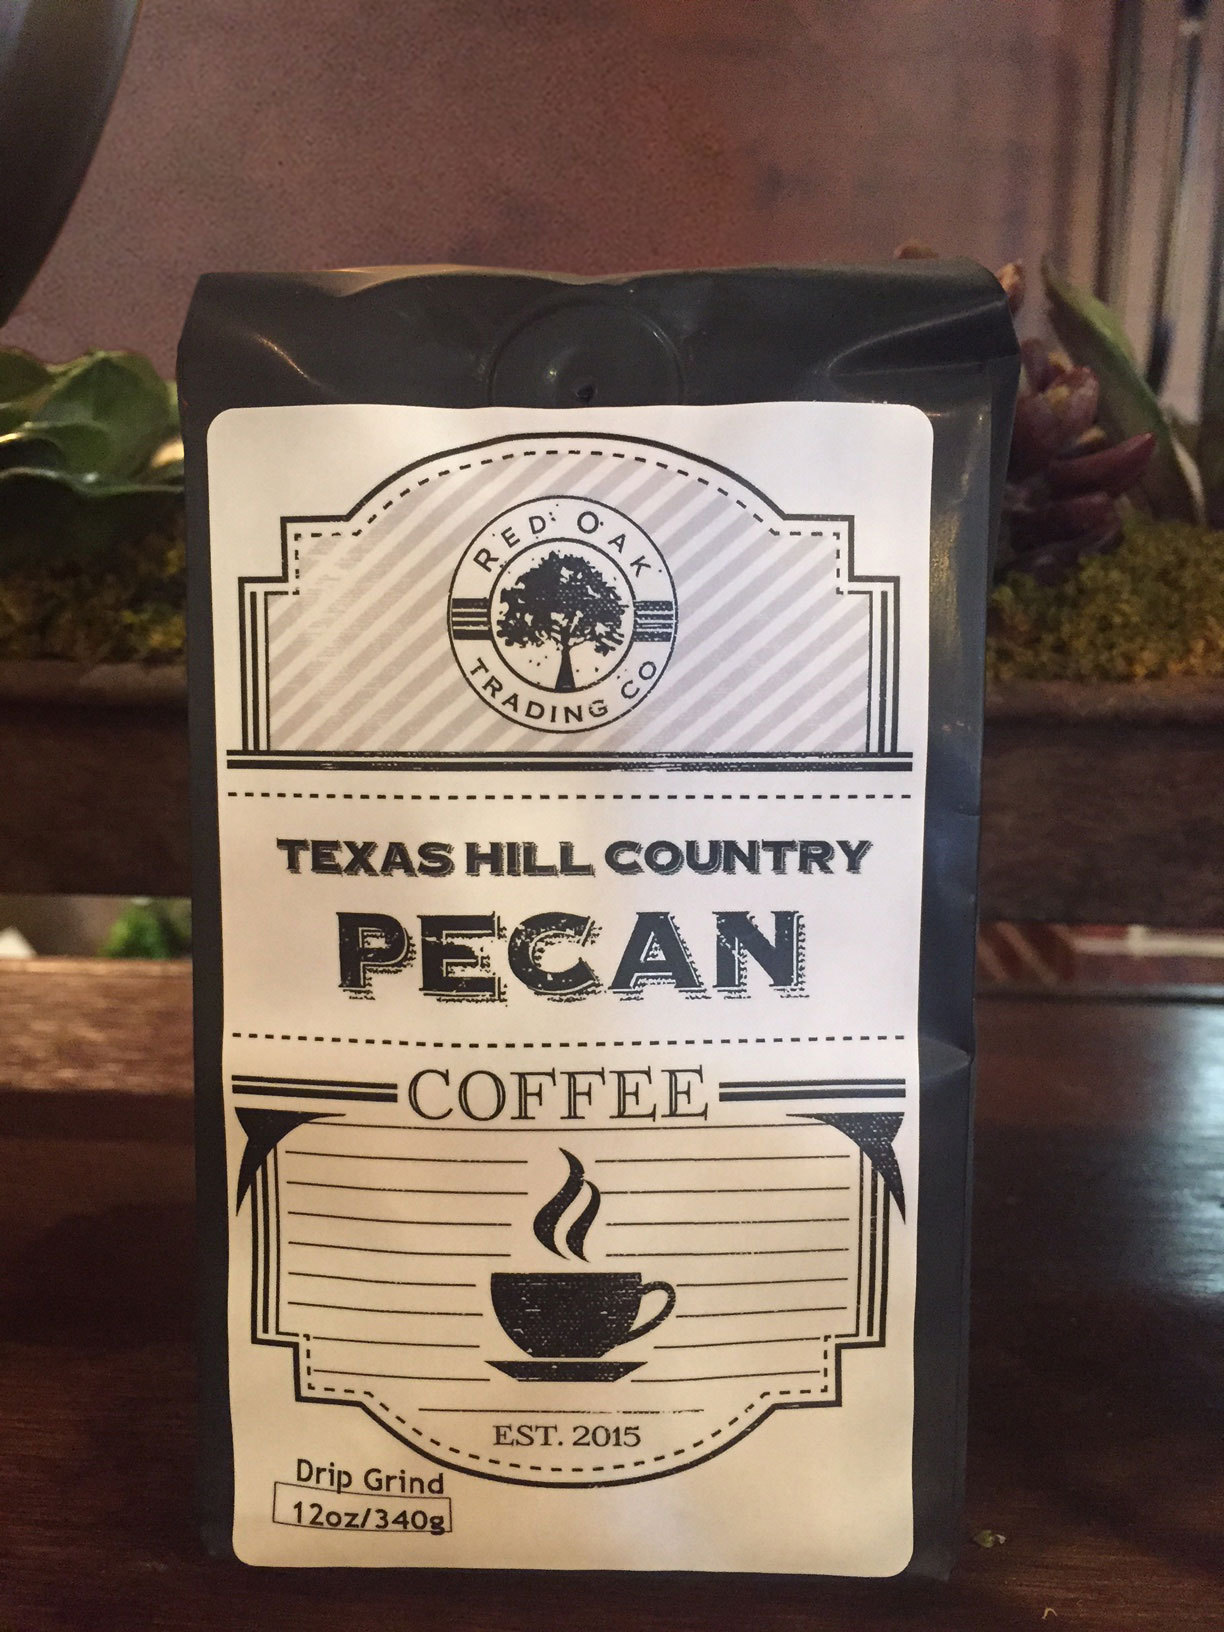 RED OAK
TRADING CO
TEXAS HILL COUNTRY
PECAN
COFFEE
EST. 2015
Drip Grind
12oz/340g